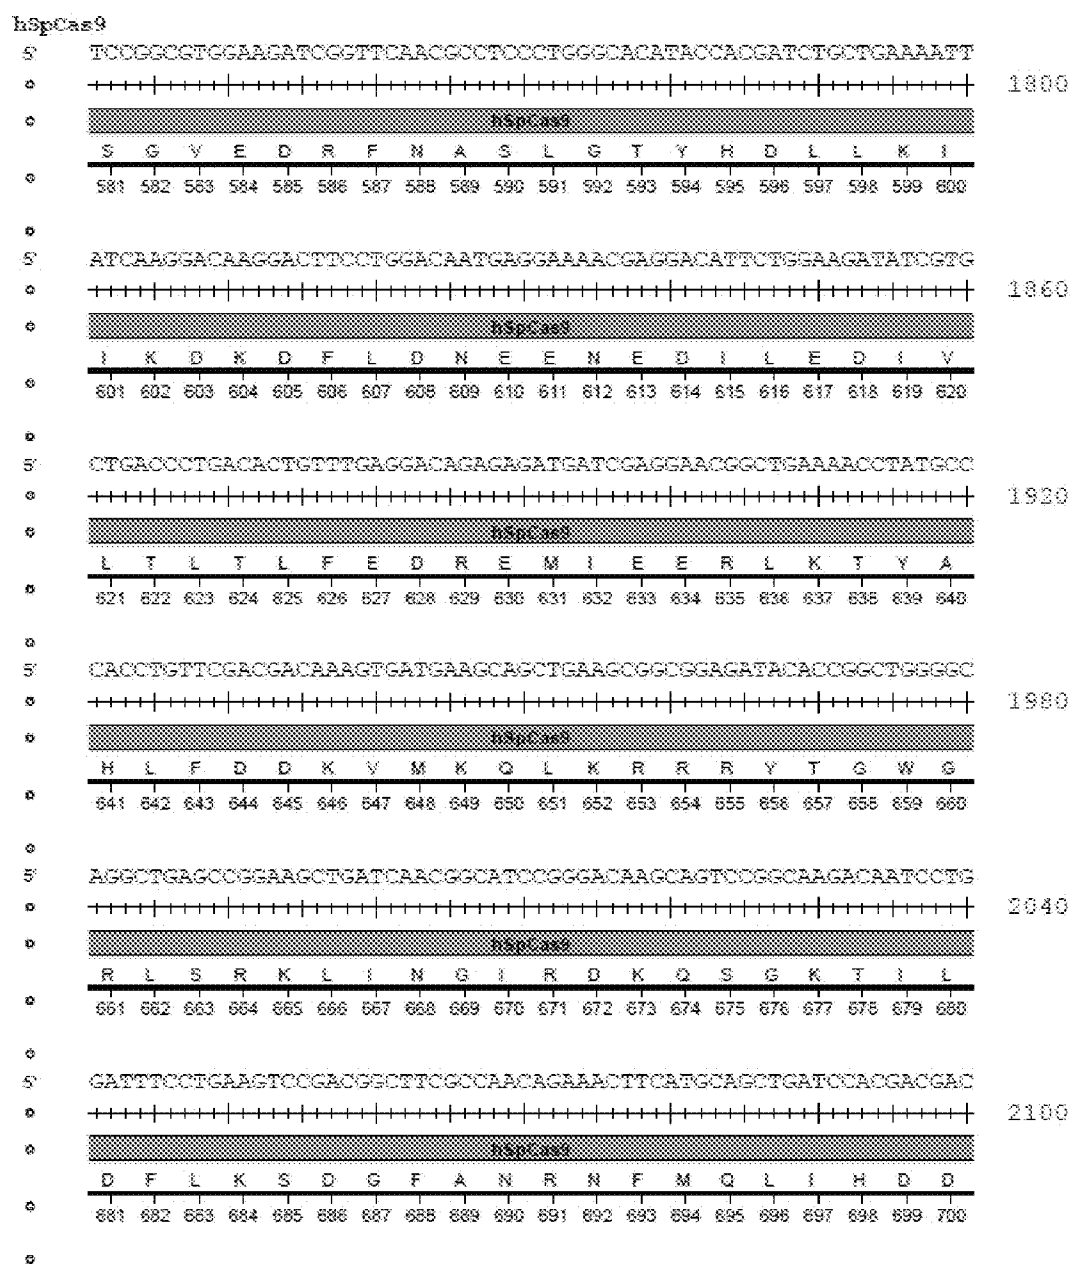 hSpCas9
5' TCCGGCGTGGAAGATCGGTTCAACGCCTCCCTGGGCACATACCACGATCTGCTGAAAATT
1800
hSpCas9
S G V E D R F N A S L G T Y H D L L K I
581 582 583 584 585 586 587 588 589 590 591 592 593 594 595 596 597 598 599 600
5' ATCAAGGACAAGGACTTCCTGGACAATGAGGAAAACGAGGACATTCTGGAAGATATCGTG
1860
hSpCas9
I K D K D F L D N E E N E D I L E D I V
601 602 603 604 605 606 607 608 609 610 611 612 613 614 615 616 617 618 619 620
5' CTGACCCTGACACTGTTTGAGGACAGAGAGATGATCGAGGAACGGCTGAAAACCTATGCC
1920
hSpCas9
L T L T L F E D R E M I E E R L K T Y A
621 622 623 624 625 626 627 628 629 630 631 632 633 634 635 636 637 638 639 640
5' CACCTGTTCGACGACAAAGTGATGAAGCAGCTGAAGCGGCGGAGATACACCGGCTGGGGC
1980
hSpCas9
H L F D D K V M K Q L K R R R Y T G W G
641 642 643 644 645 646 647 648 649 650 651 652 653 654 655 656 657 658 659 660
5' AGGCTGAGCCGGAAGCTGATCAACGGCATCCGGGACAAGCAGTCCGGCAAGACAATCCTG
2040
hSpCas9
R L S R K L I N G I R D K Q S G K T I L
661 662 663 664 665 666 667 668 669 670 671 672 673 674 675 676 677 678 679 680
5' GATTTCCTGAAGTCCGACGGCTTCGCCAACAGAAACTTCATGCAGCTGATCCACGACGAC
2100
hSpCas9
D F L K S D G F A N R N F M Q L I H D D
681 682 683 684 685 686 687 688 689 690 691 692 693 694 695 696 697 698 699 700